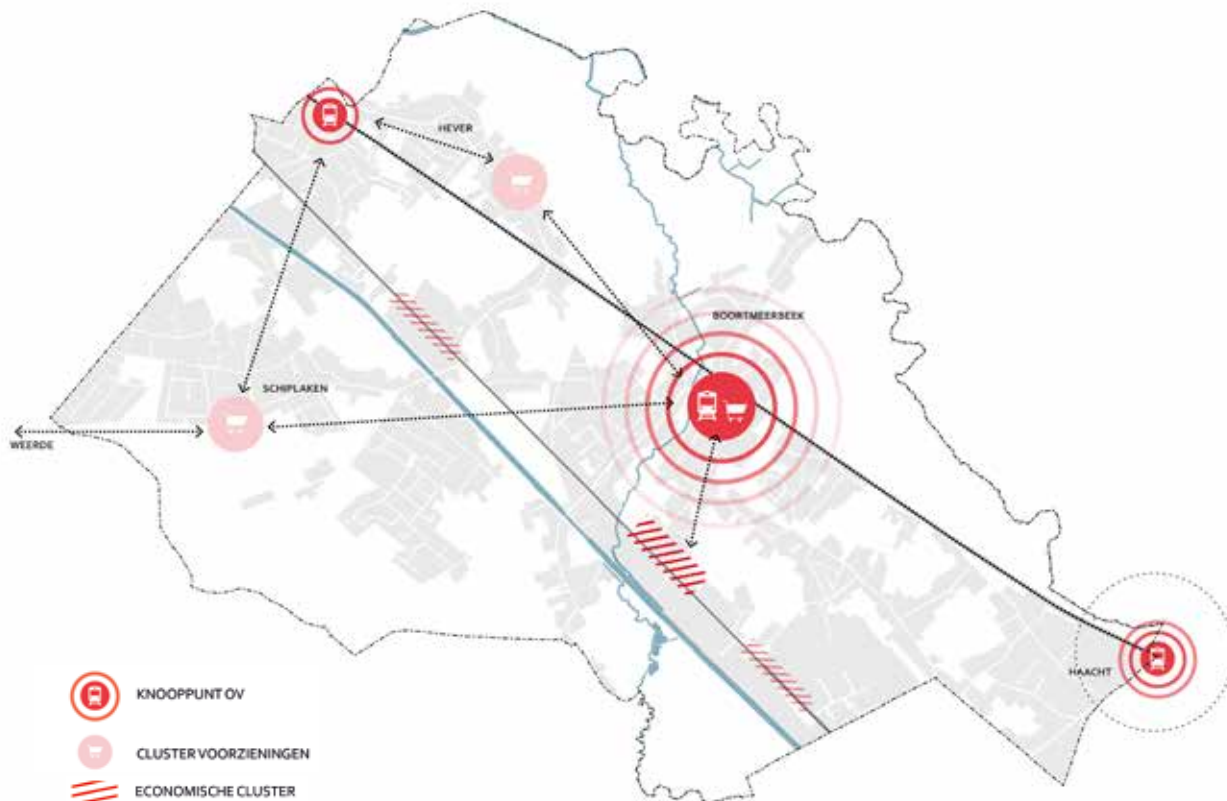 HEVER
BOORTMEERBEEK
SCHIPLAKEN
WEERDE
HAACHT
KNOOPPUNT OV
CLUSTER VOORZIENINGEN
ECONOMISCHE CLUSTER